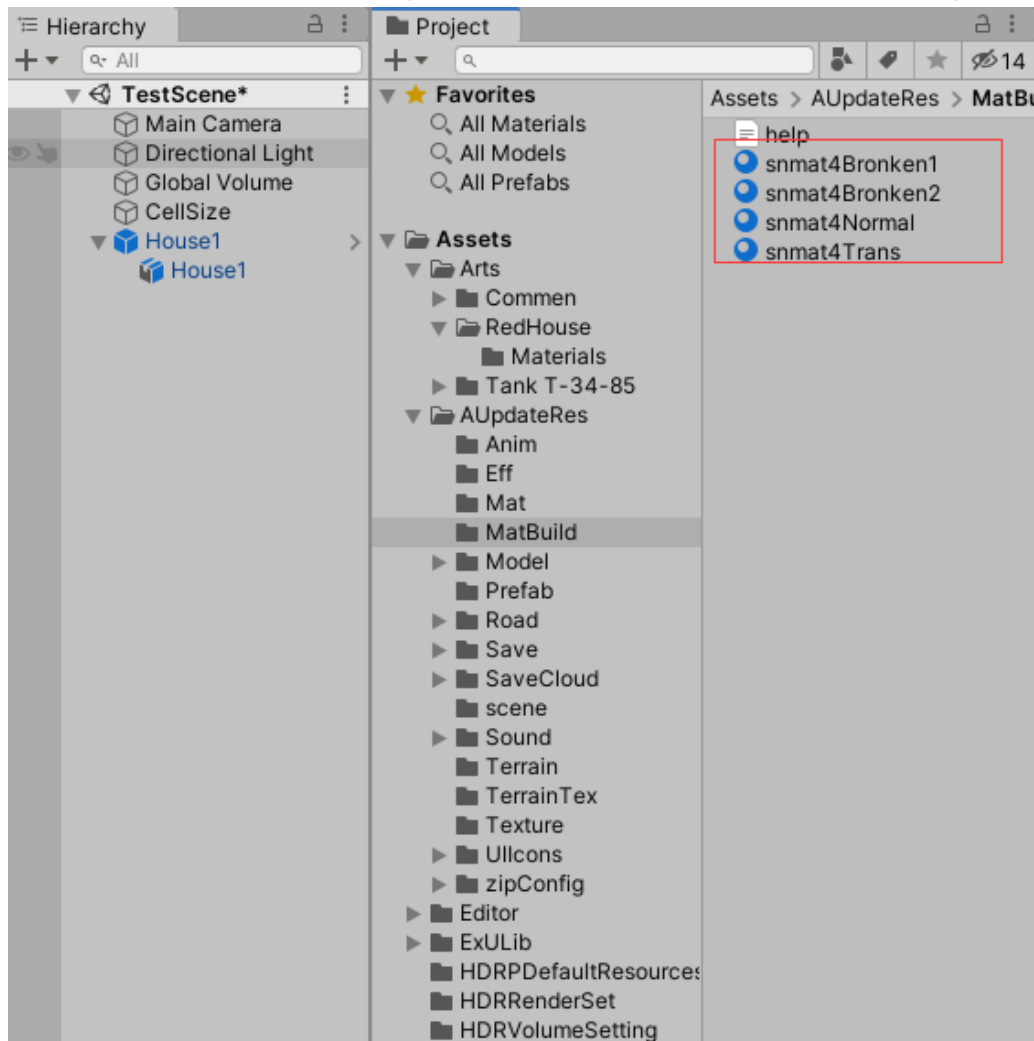 Hierarchy
All
TestScene*
Main Camera
Directional Light
Global Volume
CellSize
House1
House1
Project
14
Favorites
All Materials
All Models
All Prefabs
Assets
Arts
Commen
RedHouse
Materials
Tank T-34-85
AUpdateRes
Anim
Eff
Mat
MatBuild
Model
Prefab
Road
Save
SaveCloud
scene
Sound
Terrain
TerrainTex
Texture
UIIcons
zipConfig
Editor
ExULib
HDRPDefaultResources
HDRRenderSet
HDRVolumeSetting
Assets > AUpdateRes > MatBu
help
snmat4Bronken1
snmat4Bronken2
snmat4Normal
snmat4Trans